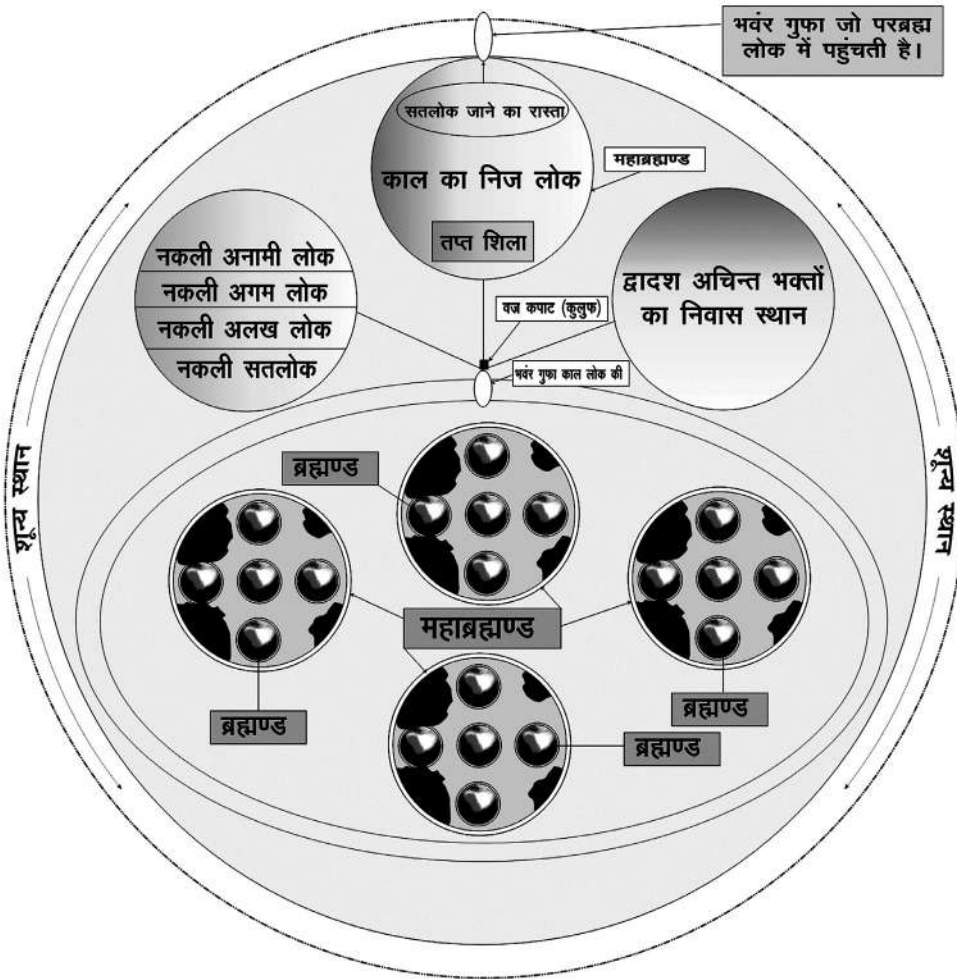 भवंर गुफा जो परब्रह्म
लोक में पहुंचती है।
सतलोक जाने का रास्ता
काल का निज लोक
महाब्रह्मण्ड
तप्त शिला
नकली अनामी लोक
नकली अगम लोक
नकली अलख लोक
नकली सतलोक
द्वादश अचिन्त भक्तों
का निवास स्थान
वज्र कपाट (कुलुफ)
भवंर गुफा काल लोक की
शून्य स्थान
शून्य स्थान
ब्रह्मण्ड
महाब्रह्मण्ड
ब्रह्मण्ड
ब्रह्मण्ड
ब्रह्मण्ड